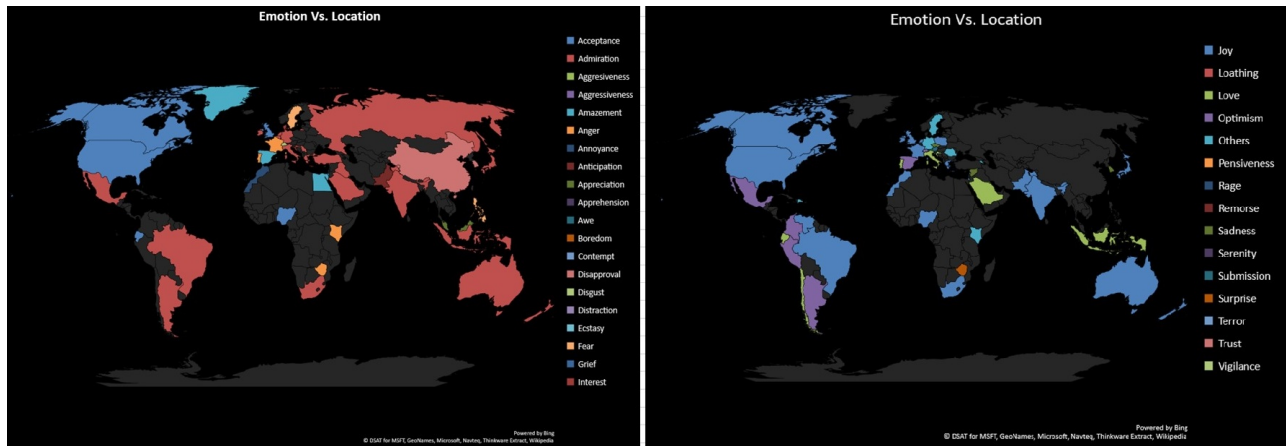 Emotion Vs. Location
Acceptance
Admiration
Aggresiveness
Aggressiveness
Amazement
Anger
Annoyance
Anticipation
Appreciation
Apprehension
Awe
Boredom
Contempt
Disapproval
Disgust
Distraction
Ecstasy
Fear
Grief
Interest
Powered by Bing
© DSAT for MSFT, GeoNames, Microsoft, Navteq, Thinkware Extract, Wikipedia
Emotion Vs. Location
Joy
Loathing
Love
Optimism
Others
Pensiveness
Rage
Remorse
Sadness
Serenity
Submission
Surprise
Terror
Trust
Vigilance
Powered by Bing
© DSAT for MSFT, GeoNames, Microsoft, Navteq, Thinkware Extract, Wikipedia